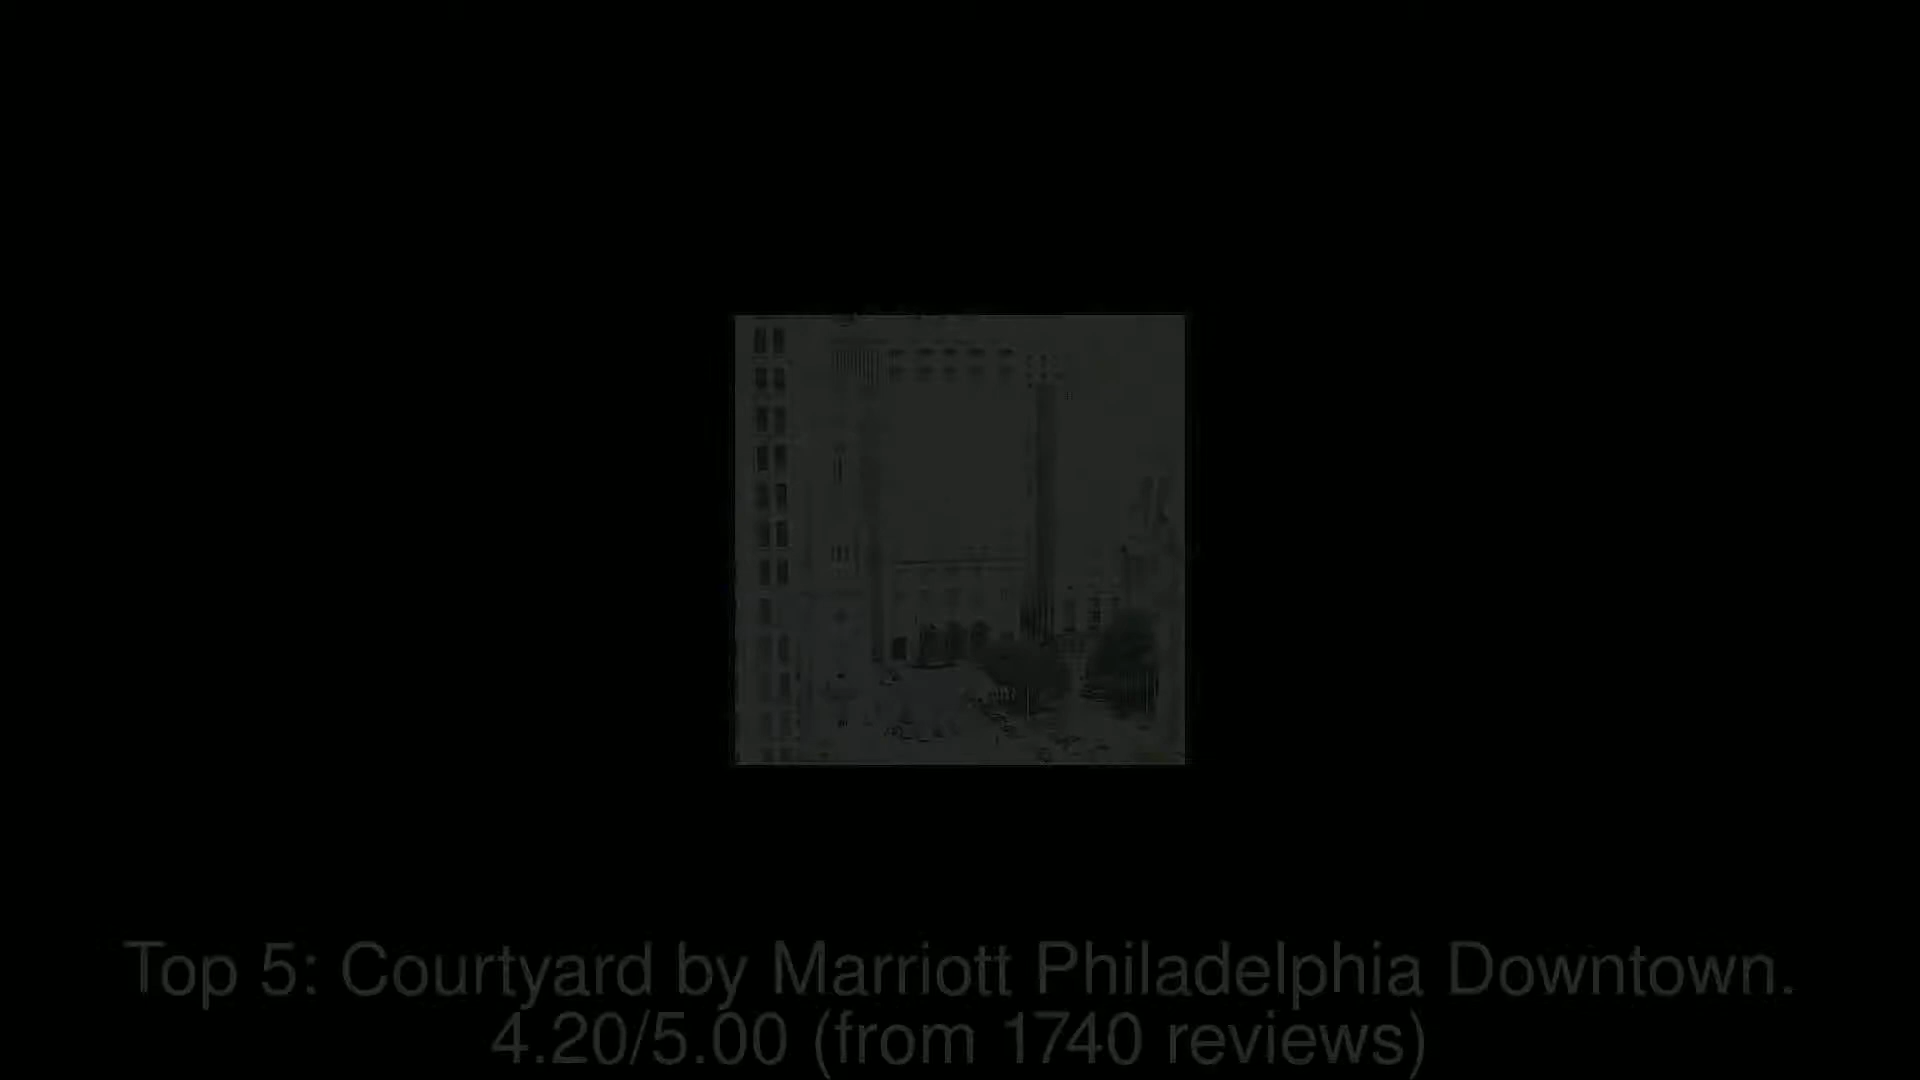 Top 5: Courtyard by Marriott Philadelphia Downtown.
4.20/5.00 (from 1740 reviews)